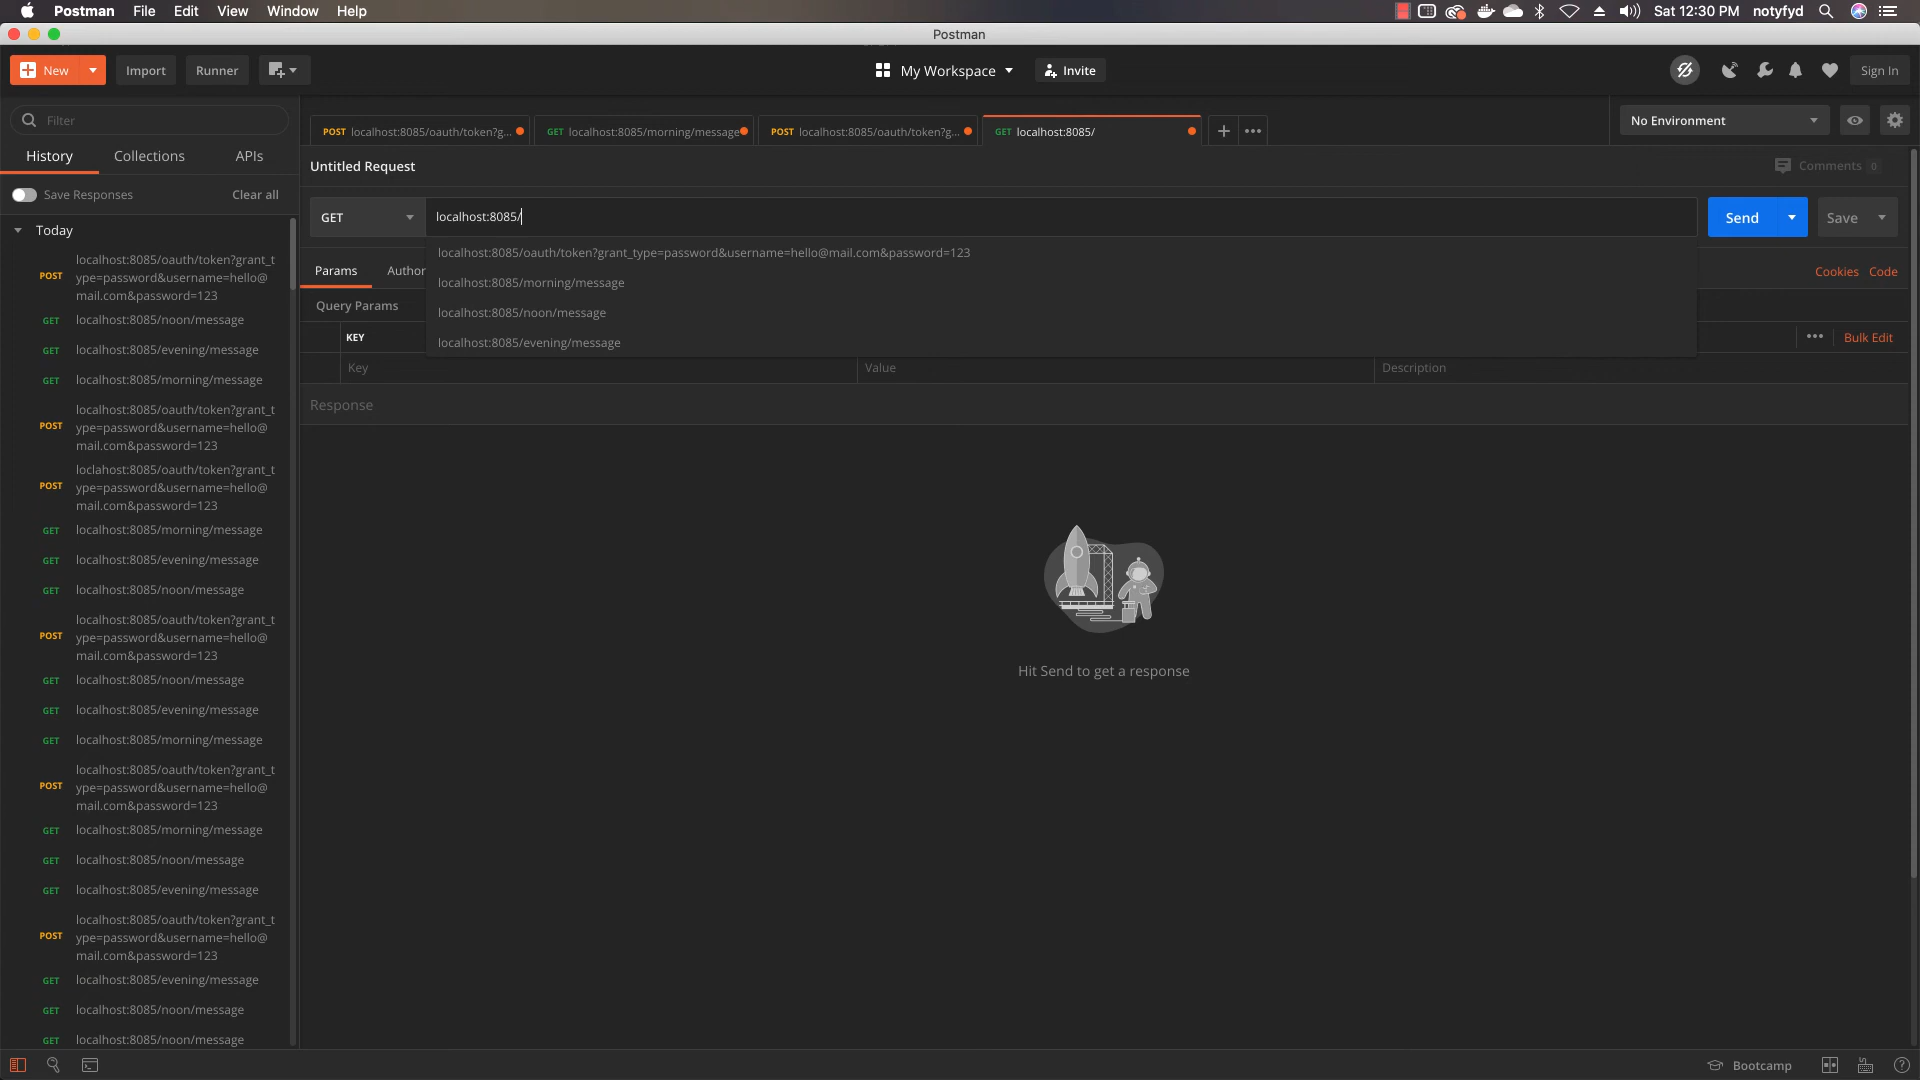 Postman File Edit View Window Help
Sat 12:30 PM notyfyd
Postman
New Import Runner
My Workspace Invite
Sign In
Filter
POST localhost:8085/oauth/token?g...
GET localhost:8085/morning/message
POST localhost:8085/oauth/token?g...
GET localhost:8085/
No Environment
History Collections APIs
Untitled Request
Comments 0
Save Responses Clear all
GET localhost:8085/
Send Save
Today
localhost:8085/oauth/token?grant_type=password&username=hello@mail.com&password=123
localhost:8085/morning/message
localhost:8085/noon/message
localhost:8085/evening/message
Params Author
Cookies Code
Query Params
KEY
Bulk Edit
Key Value Description
Response
Hit Send to get a response
POST localhost:8085/oauth/token?grant_t
ype=password&username=hello@
mail.com&password=123
GET localhost:8085/noon/message
GET localhost:8085/evening/message
GET localhost:8085/morning/message
POST localhost:8085/oauth/token?grant_t
ype=password&username=hello@
mail.com&password=123
POST loclahost:8085/oauth/token?grant_t
ype=password&username=hello@
mail.com&password=123
GET localhost:8085/morning/message
GET localhost:8085/evening/message
GET localhost:8085/noon/message
POST localhost:8085/oauth/token?grant_t
ype=password&username=hello@
mail.com&password=123
GET localhost:8085/noon/message
GET localhost:8085/evening/message
GET localhost:8085/morning/message
POST localhost:8085/oauth/token?grant_t
ype=password&username=hello@
mail.com&password=123
GET localhost:8085/morning/message
GET localhost:8085/noon/message
GET localhost:8085/evening/message
POST localhost:8085/oauth/token?grant_t
ype=password&username=hello@
mail.com&password=123
GET localhost:8085/evening/message
GET localhost:8085/noon/message
GET localhost:8085/noon/message
Bootcamp